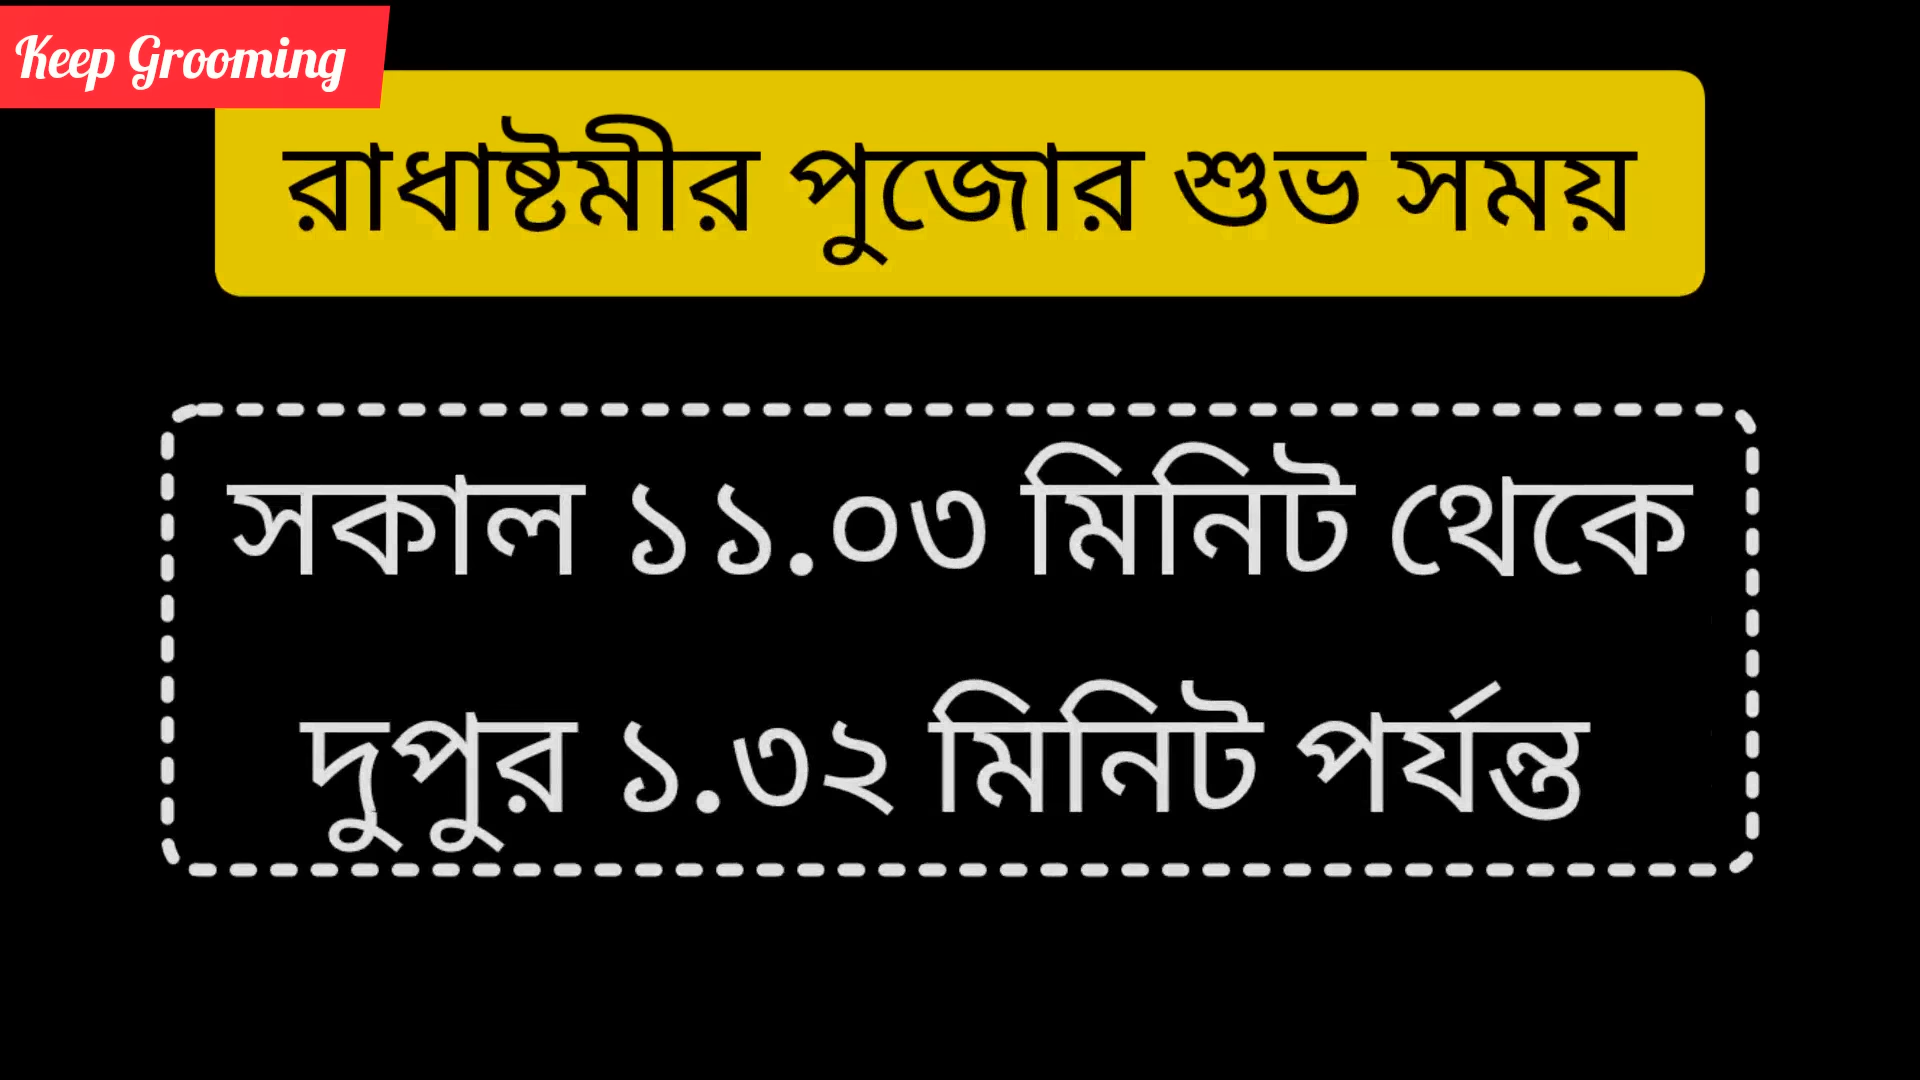 Keep Grooming
রাধাষ্টমীর পুজোর শুভ সময়
সকাল ১১.০৩ মিনিট থেকে
দুপুর ১.৩২ মিনিট পর্যন্ত